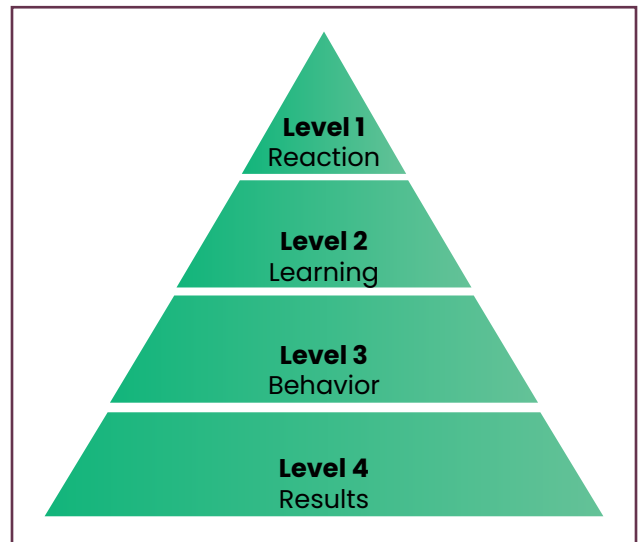 Level 1
Reaction
Level 2
Learning
Level 3
Behavior
Level 4
Results